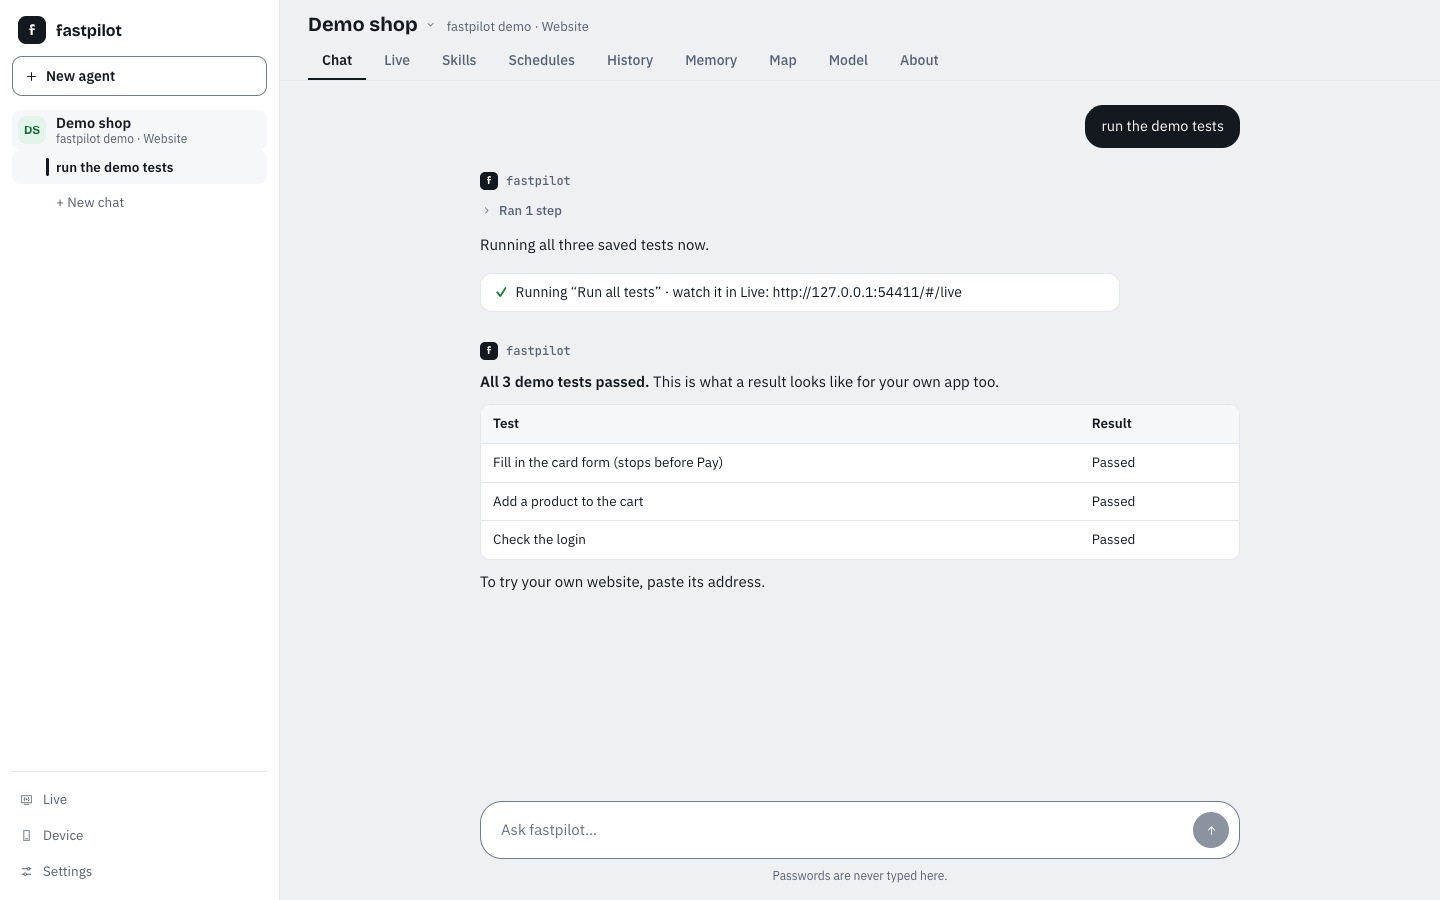 f fastpilot
+ New agent
DS Demo shop
fastpilot demo · Website
run the demo tests
+ New chat
Live
Device
Settings
Demo shop fastpilot demo · Website
Chat Live Skills Schedules History Memory Map Model About
run the demo tests
f fastpilot
Ran 1 step
Running all three saved tests now.
Running “Run all tests” · watch it in Live: http://127.0.0.1:54411/#/live
f fastpilot
All 3 demo tests passed. This is what a result looks like for your own app too.
Test Result
Fill in the card form (stops before Pay) Passed
Add a product to the cart Passed
Check the login Passed
To try your own website, paste its address.
Ask fastpilot...
Passwords are never typed here.